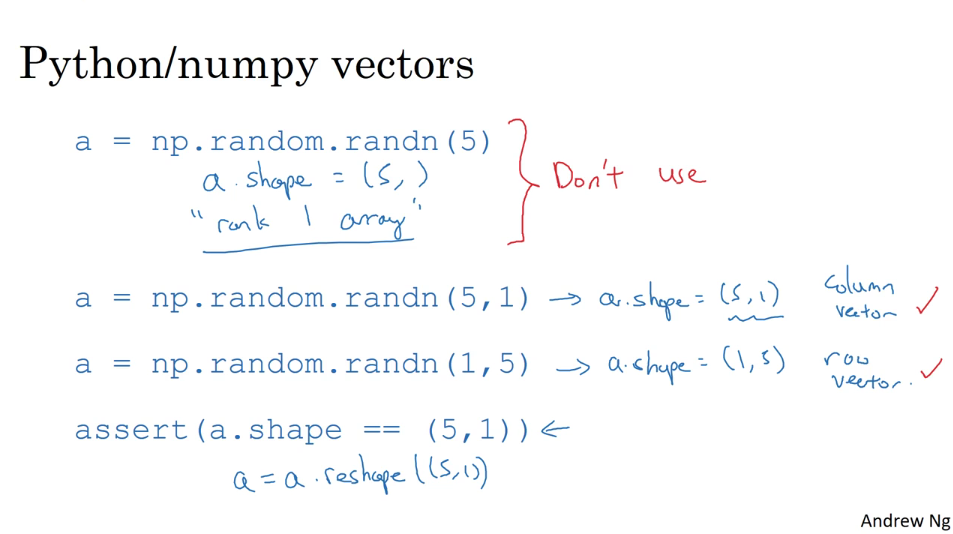 Python/numpy vectors
a = np.random.randn(5)
a.shape = (5,)
"rank 1 array"
Don't use
a = np.random.randn(5,1) → a.shape = (5,1) column vector ✓
a = np.random.randn(1,5) → a.shape = (1,5) row vector. ✓
assert(a.shape == (5,1)) ←
a = a.reshape((5,1))
Andrew Ng